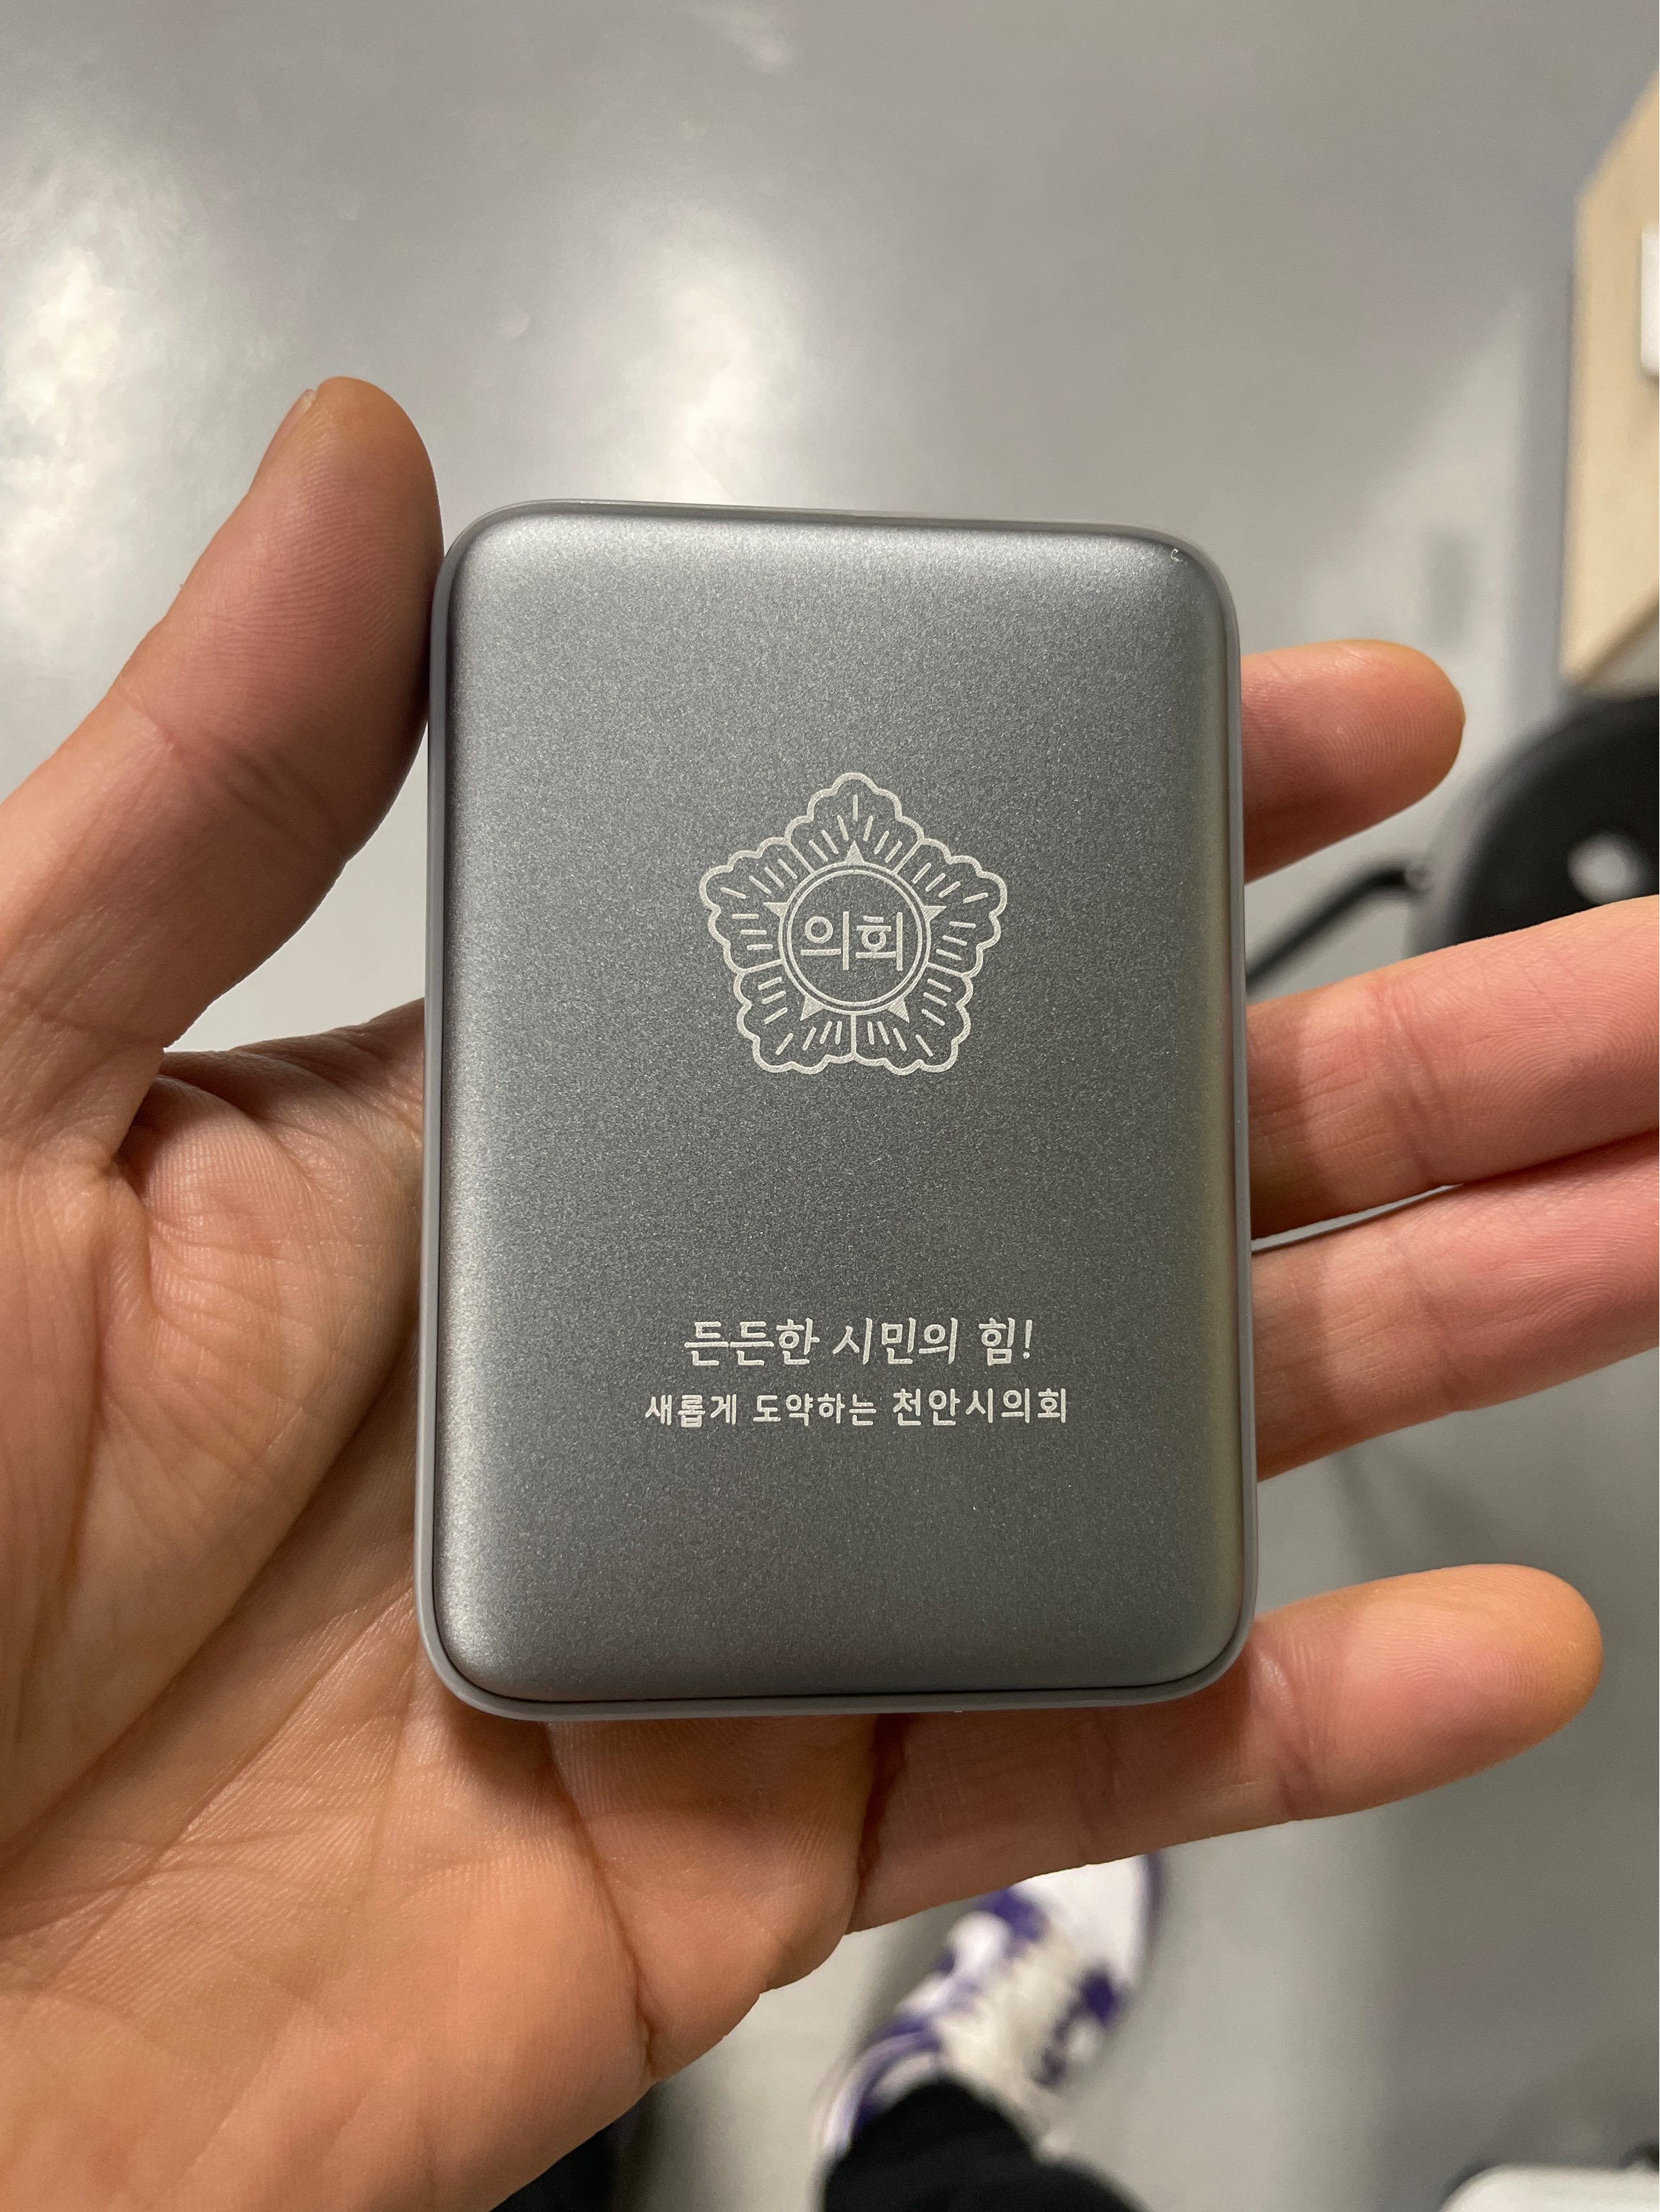 의회
든든한 시민의 힘!
새롭게 도약하는 천안시의회